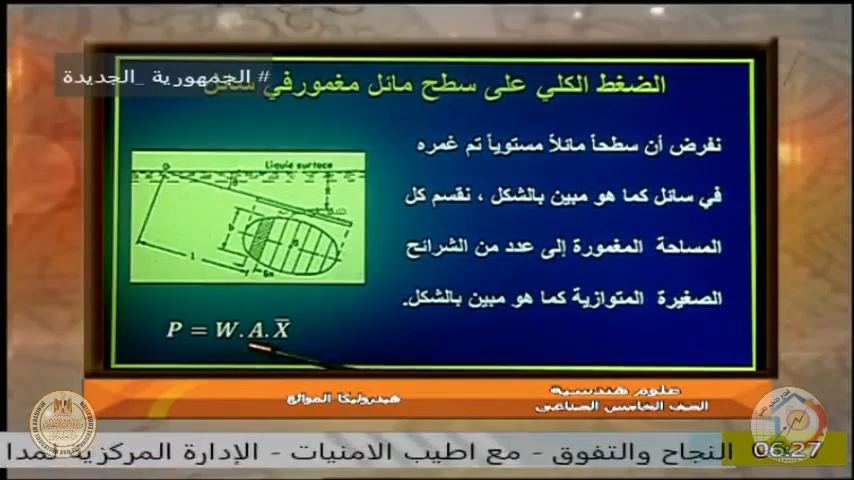 # الجمهورية _الجديدة
الضغط الكلي على سطح مائل مغمور في سائل
نفرض أن سطحاً مائلاً مستوياً تم غمره
في سائل كما هو مبين بالشكل ، نقسم كل
المساحة المغمورة إلى عدد من الشرائح
الصغيرة المتوازية كما هو مبين بالشكل.
Liquid surface
P = W.A.X̅
علوم هندسية
هيدروليكا الموائع
الصف الخامس الصناعي
النجاح والتفوق - مع اطيب الامنيات - الإدارة المركزية
06:27